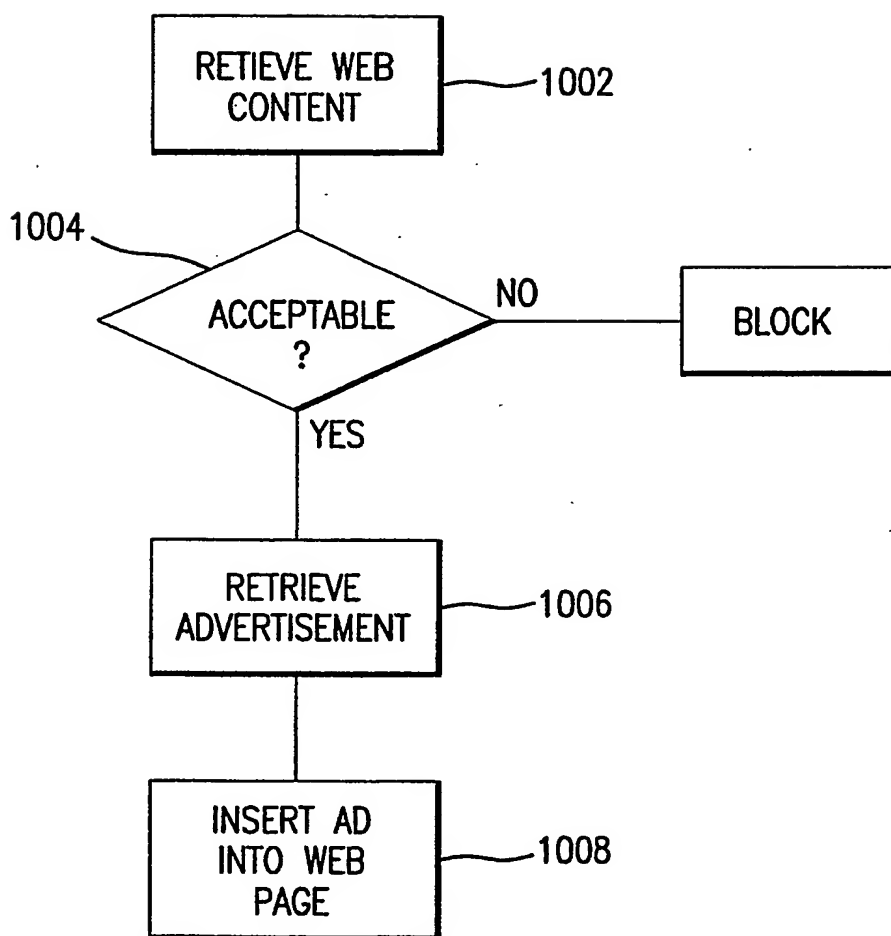 RETIEVE WEB
CONTENT
1002
1004
ACCEPTABLE
?
NO
BLOCK
YES
RETRIEVE
ADVERTISEMENT
1006
INSERT AD
INTO WEB
PAGE
1008